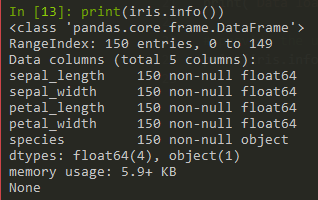 In [13]: print(iris.info())
<class 'pandas.core.frame.DataFrame'>
RangeIndex: 150 entries, 0 to 149
Data columns (total 5 columns):
sepal_length    150 non-null float64
sepal_width     150 non-null float64
petal_length    150 non-null float64
petal_width     150 non-null float64
species         150 non-null object
dtypes: float64(4), object(1)
memory usage: 5.9+ KB
None